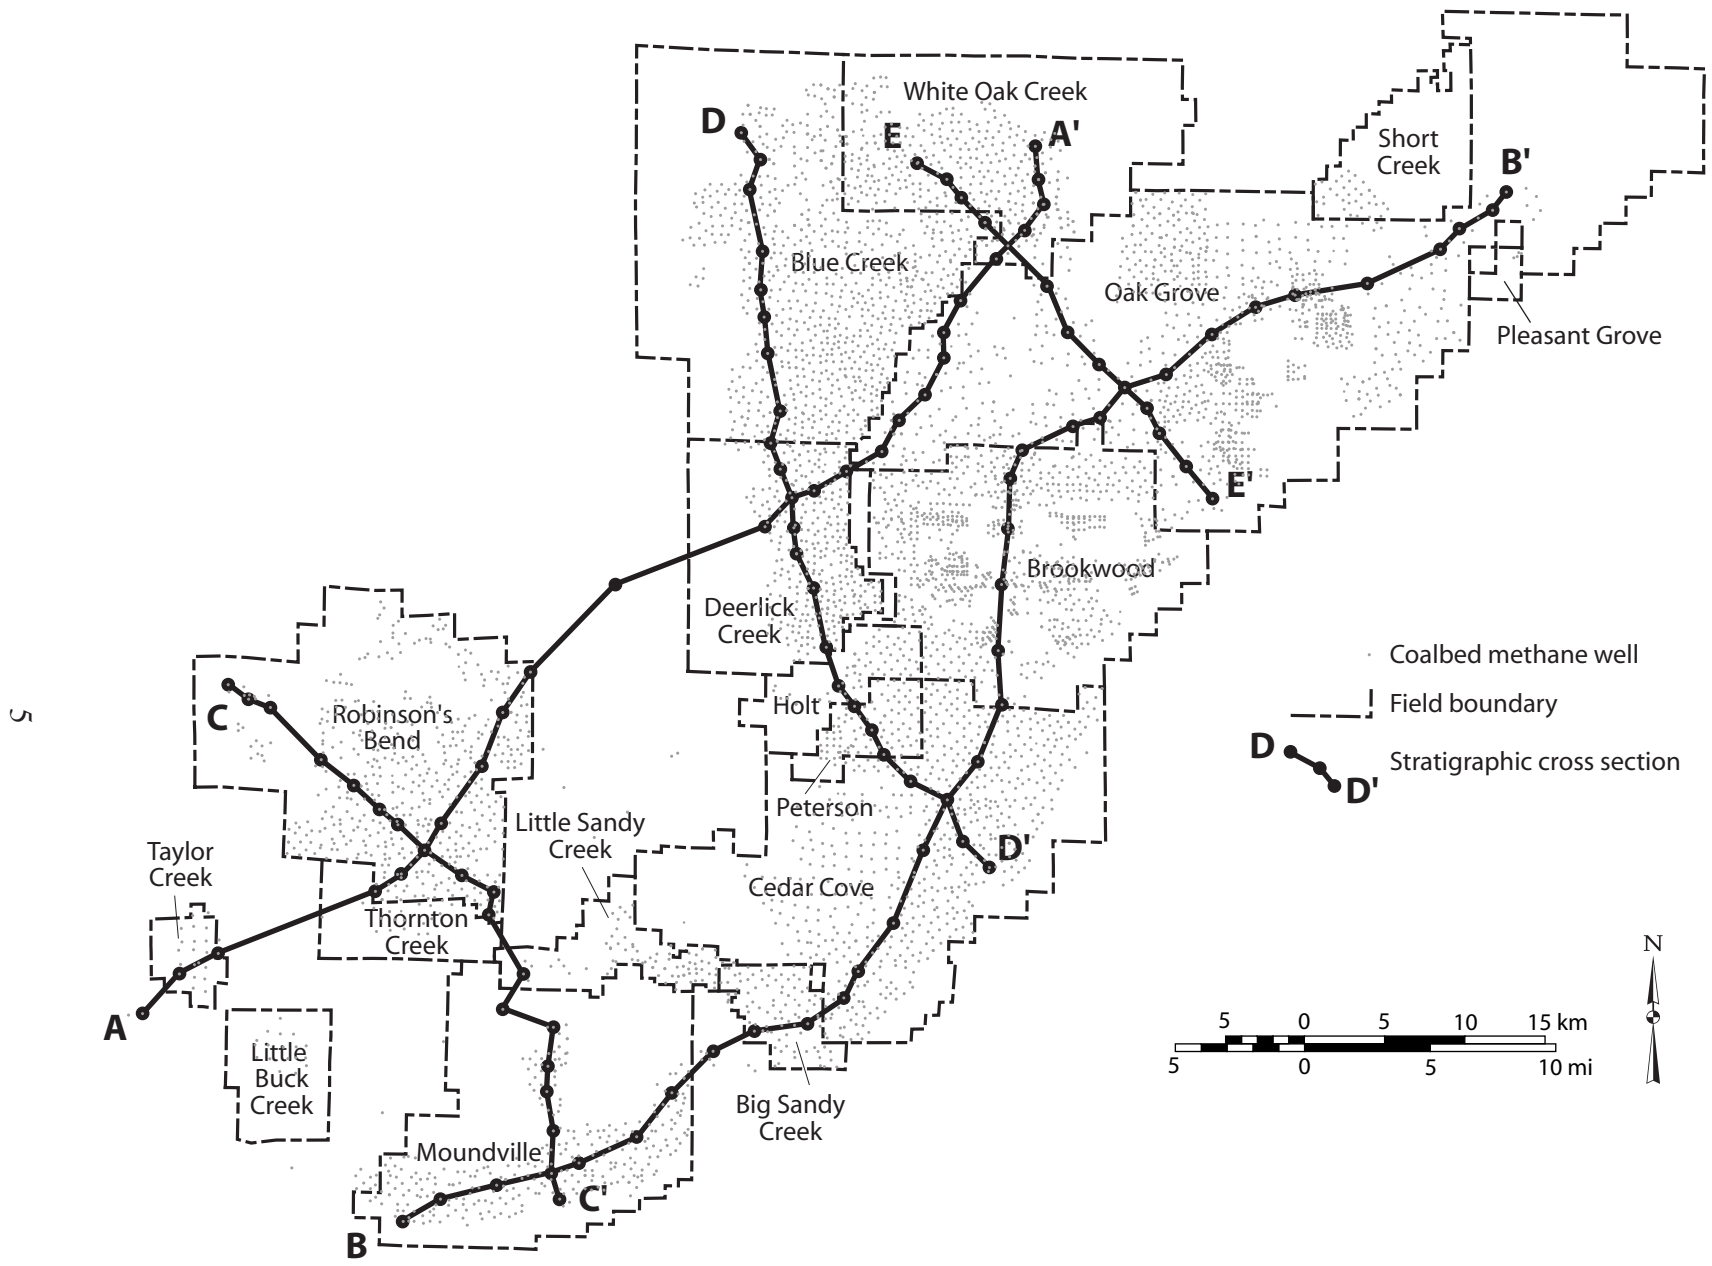 White Oak Creek
D
E
A'
Short
Creek
B'
Blue Creek
Oak Grove
Pleasant Grove
E'
Brookwood
Deerlick
Creek
Coalbed methane well
Field boundary
D
D'
Stratigraphic cross section
C
Robinson's
Bend
Holt
5
Peterson
Little Sandy
Creek
D'
Taylor
Creek
Cedar Cove
Thornton
Creek
N
A
5 0 5 10 15 km
5 0 5 10 mi
Little
Buck
Creek
Big Sandy
Creek
Moundville
C'
B